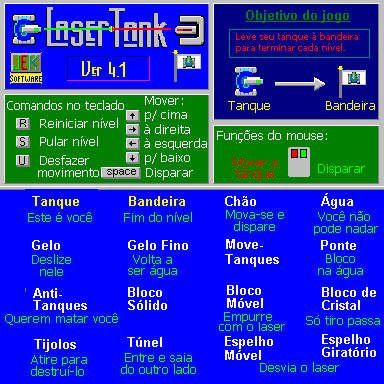 LaserTank
JEK
SOFTWARE
Ver 4.1
Objetivo do jogo
Leve seu tanque à bandeira
para terminar cada nível.
Tanque
Bandeira
Comandos no teclado
R Reiniciar nível
S Pular nível
U Desfazer
movimento
Mover:
p/ cima
à direita
à esquerda
p/ baixo
space Disparar
Funções do mouse:
Disparar
Tanque
Este é você
Bandeira
Fim do nível
Chão
Mova-se e
dispare
Água
Você não
pode nadar
Gelo
Deslize
nele
Gelo Fino
Volta a
ser água
Move-
Tanques
Ponte
Bloco
na água
Anti-
Tanques
Querem matar você
Bloco
Sólido
Bloco
Móvel
Empurre
com o laser
Bloco de
Cristal
Só tiro passa
Tijolos
Atire para
destruí-lo
Túnel
Entre e saia
do outro lado
Espelho
Móvel
Espelho
Giratório
Desvia o laser